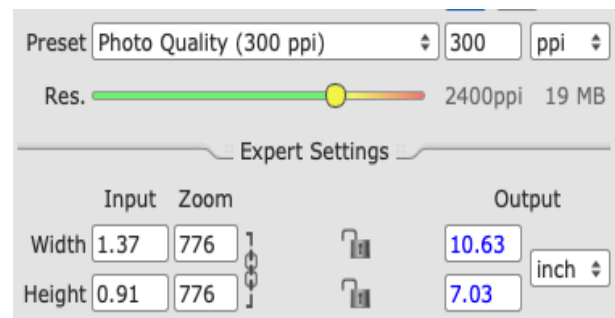 Preset Photo Quality (300 ppi) 300 ppi
Res. 2400ppi 19 MB
Expert Settings
Input Zoom Output
Width 1.37 776 10.63
inch
Height 0.91 776 7.03